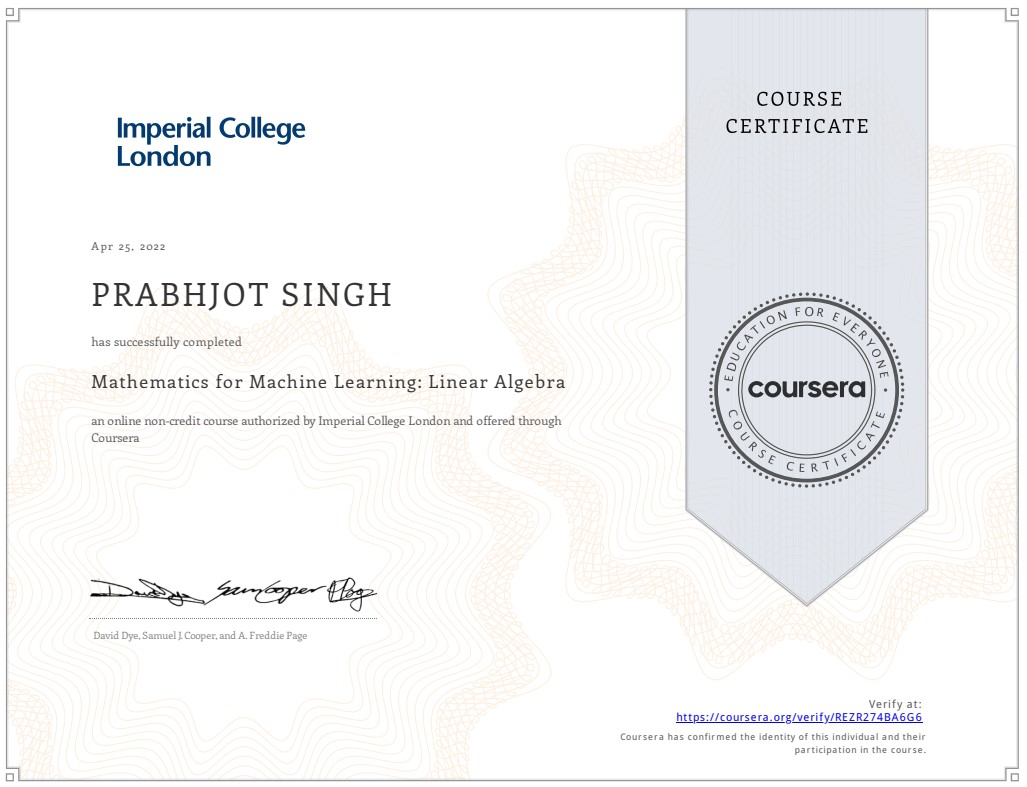 Imperial College
London
COURSE
CERTIFICATE
Apr 25, 2022
PRABHJOT SINGH
has successfully completed
Mathematics for Machine Learning: Linear Algebra
an online non-credit course authorized by Imperial College London and offered through
Coursera
EDUCATION FOR EVERYONE
coursera
COURSE CERTIFICATE
David Dye, Samuel J. Cooper, and A. Freddie Page
Verify at:
https://coursera.org/verify/REZR274BA6G6
Coursera has confirmed the identity of this individual and their
participation in the course.